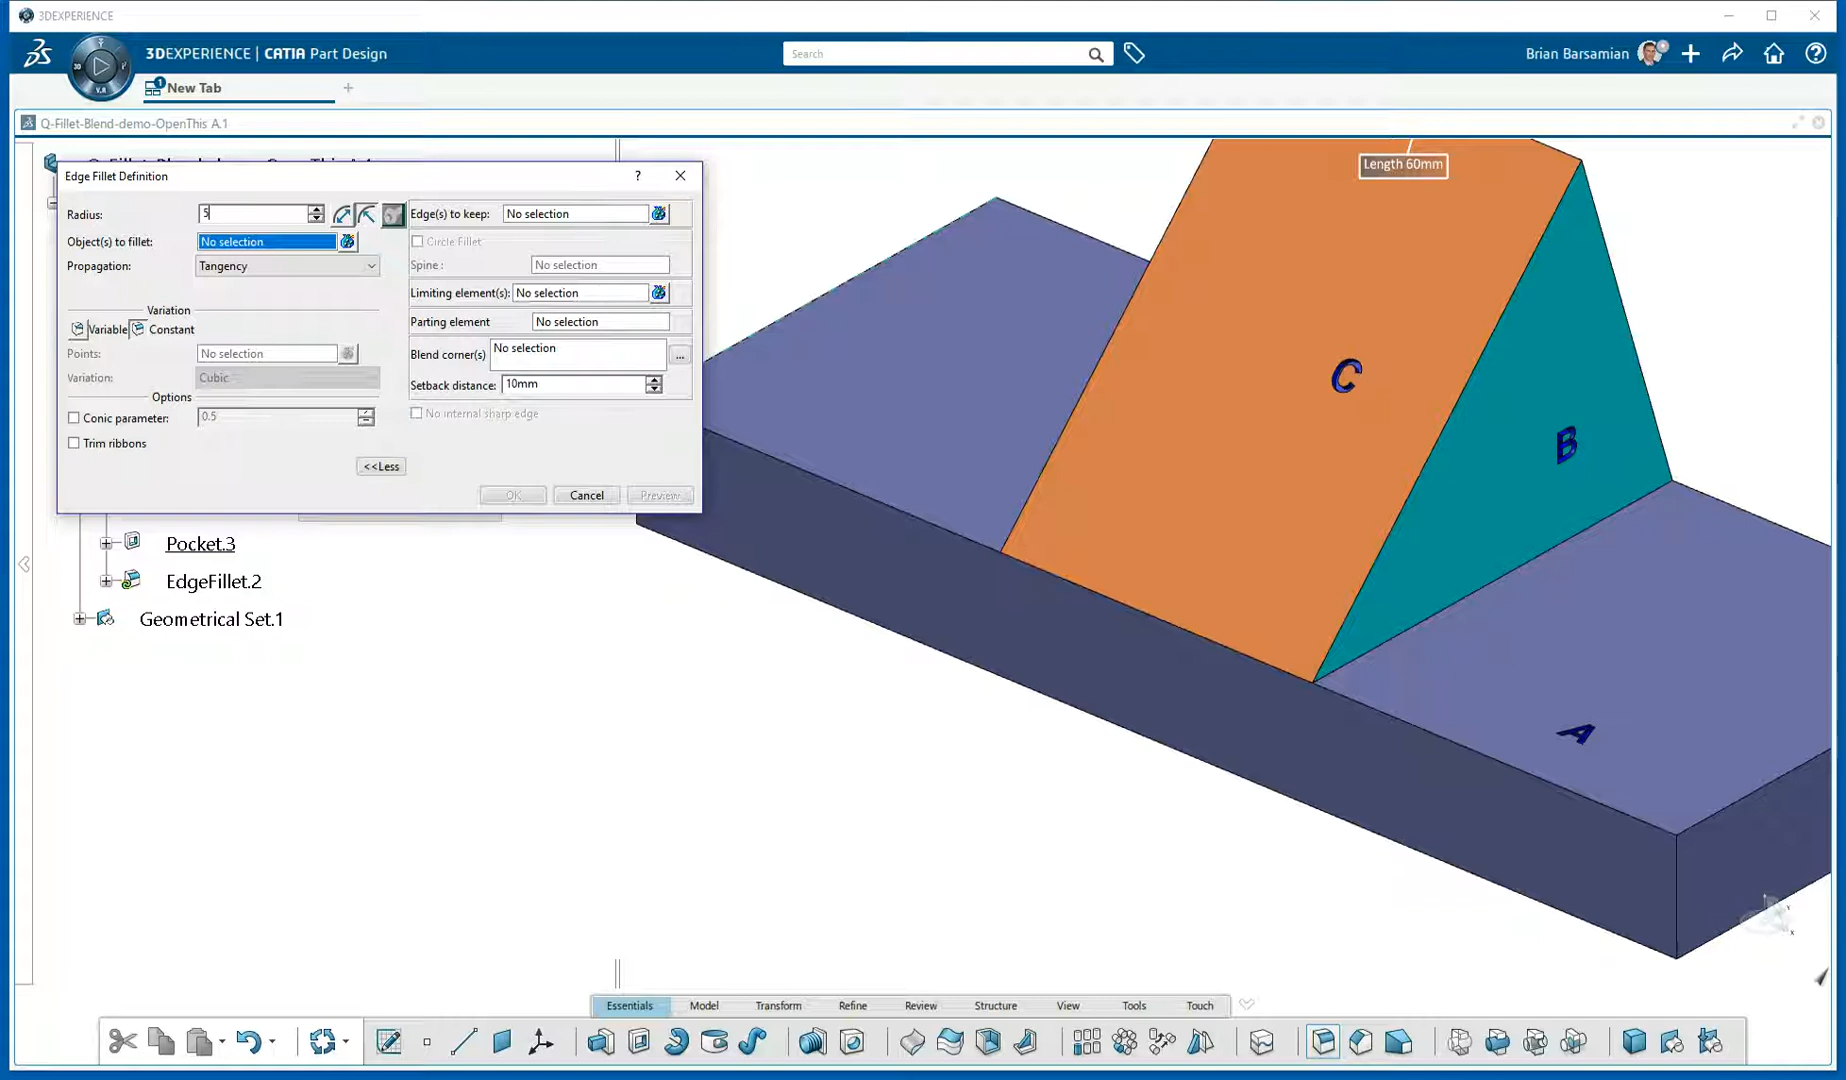 3DEXPERIENCE
3DEXPERIENCE | CATIA Part Design
Search
Brian Barsamian
3D
V.R
1
New Tab
Q-Fillet-Blend-demo-OpenThis A.1
Edge Fillet Definition
Radius: 5
Object(s) to fillet: No selection
Propagation: Tangency
Variation
Variable Constant
Points: No selection
Variation: Cubic
Options
Conic parameter: 0.5
Trim ribbons
Edge(s) to keep: No selection
Circle Fillet
Spine : No selection
Limiting element(s): No selection
Parting element No selection
Blend corner(s) No selection ...
Setback distance: 10mm
No internal sharp edge
<<Less
OK Cancel Preview
Pocket.3
EdgeFillet.2
Geometrical Set.1
Length 60mm
C
B
A
Essentials Model Transform Refine Review Structure View Tools Touch